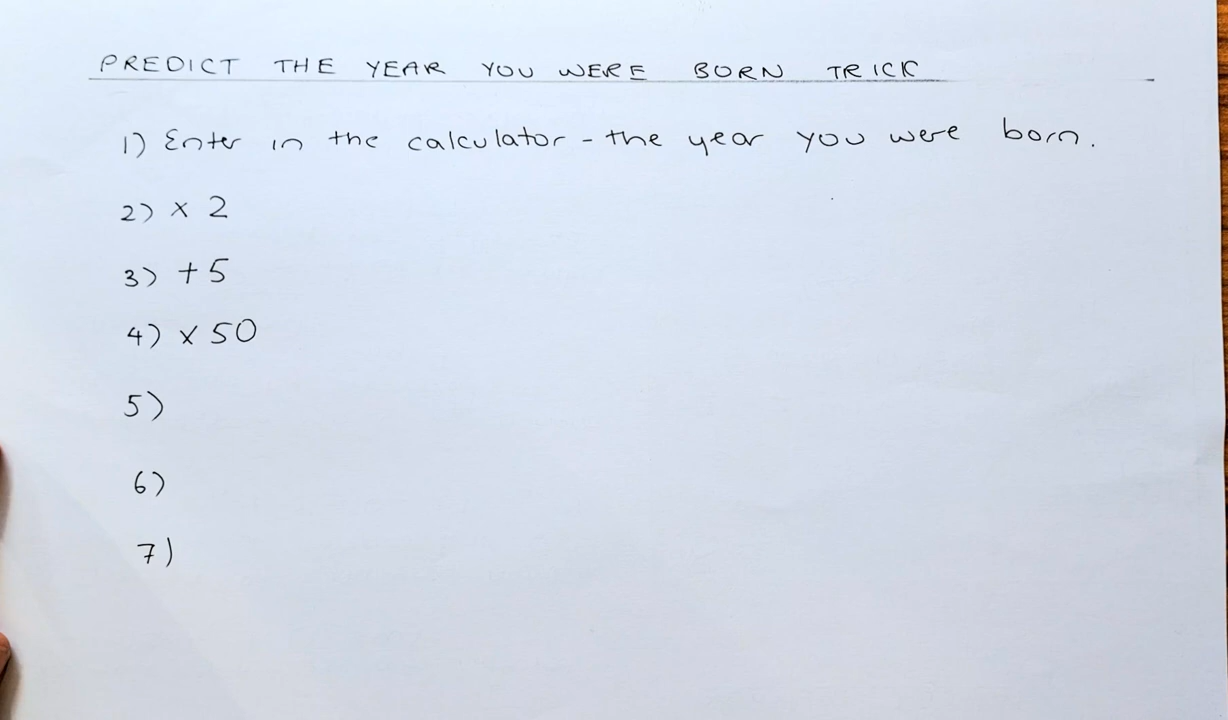 PREDICT THE YEAR YOU WERE BORN TRICK
1) Enter in the calculator - the year you were born.
2) x 2
3) + 5
4) x 50
5)
6)
7)